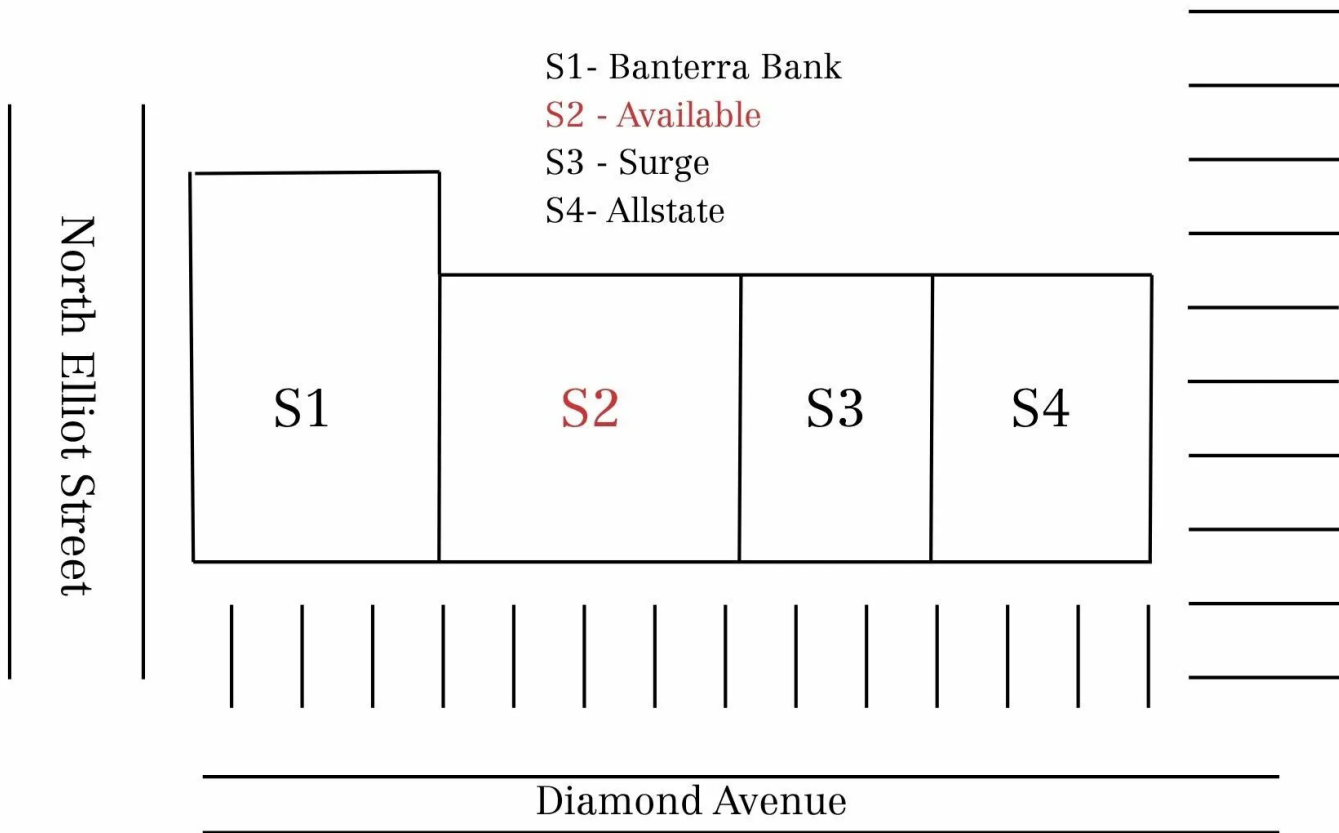 S1- Banterra Bank
S2 - Available
S3 - Surge
S4- Allstate
North Elliot Street
S1
S2
S3
S4
Diamond Avenue